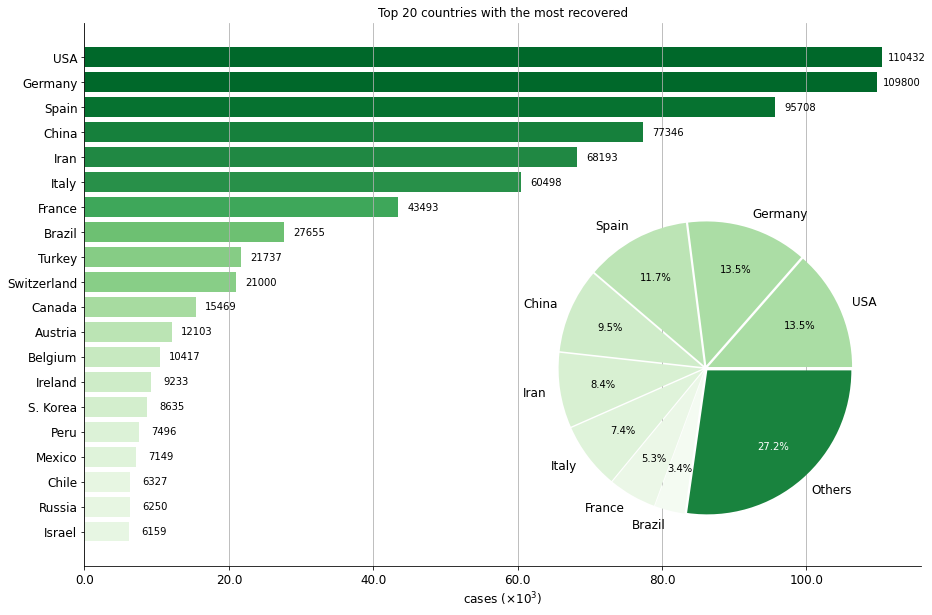 Top 20 countries with the most recovered
USA 110432
Germany 109800
Spain 95708
China 77346
Iran 68193
Italy 60498
France 43493
Brazil 27655
Turkey 21737
Switzerland 21000
Canada 15469
Austria 12103
Belgium 10417
Ireland 9233
S. Korea 8635
Peru 7496
Mexico 7149
Chile 6327
Russia 6250
Israel 6159
0.0 20.0 40.0 60.0 80.0 100.0
cases (×10³)
USA
13.5%
Germany
13.5%
Spain
11.7%
China
9.5%
Iran
8.4%
Italy
7.4%
France
5.3%
Brazil
3.4%
Others
27.2%